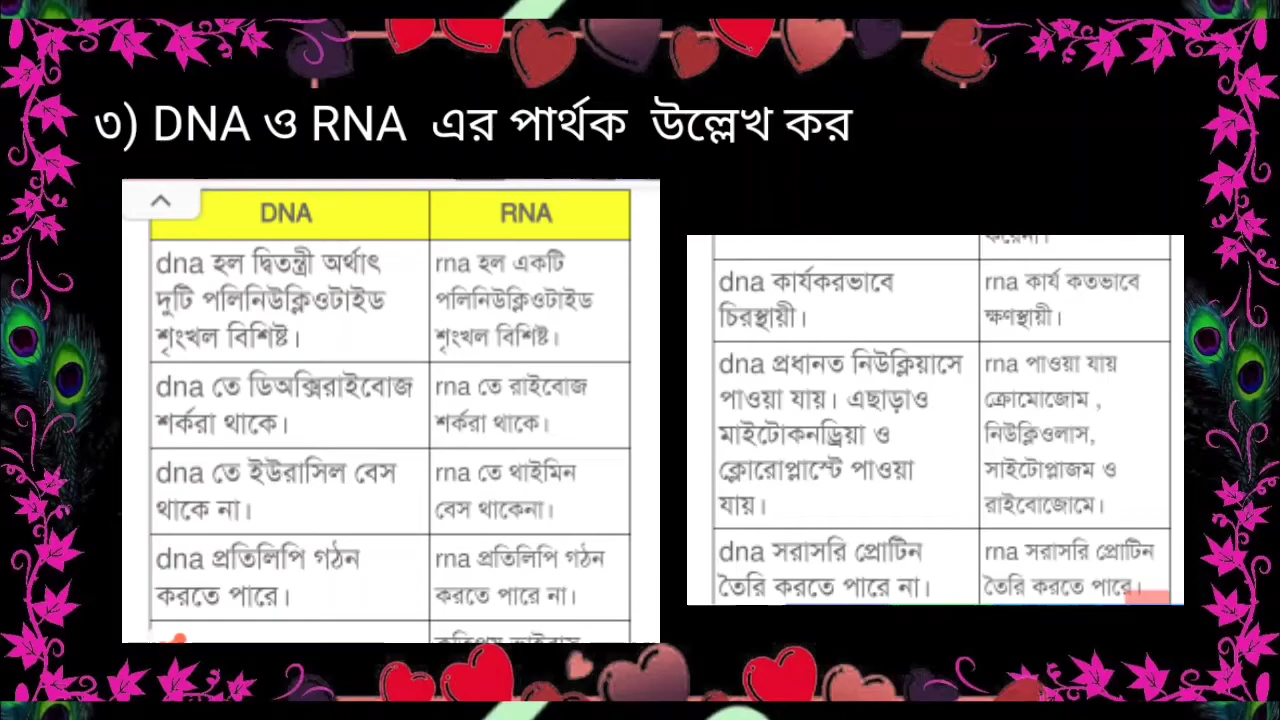 ৩) DNA ও RNA এর পার্থক উল্লেখ কর
DNA
RNA
dna হল দ্বিতন্ত্রী অর্থাৎ
দুটি পলিনিউক্লিওটাইড
শৃংখল বিশিষ্ট।
rna হল একটি
পলিনিউক্লিওটাইড
শৃংখল বিশিষ্ট।
dna তে ডিঅক্সিরাইবোজ
শর্করা থাকে।
rna তে রাইবোজ
শর্করা থাকে।
dna তে ইউরাসিল বেস
থাকে না।
rna তে থাইমিন
বেস থাকেনা।
dna প্রতিলিপি গঠন
করতে পারে।
rna প্রতিলিপি গঠন
করতে পারে না।
dna কার্যকরভাবে
চিরস্থায়ী।
rna কার্য কতভাবে
ক্ষণস্থায়ী।
dna প্রধানত নিউক্লিয়াসে
পাওয়া যায়। এছাড়াও
মাইটোকনড্রিয়া ও
ক্লোরোপ্লাস্টে পাওয়া
যায়।
rna পাওয়া যায়
ক্রোমোজোম ,
নিউক্লিওলাস,
সাইটোপ্লাজম ও
রাইবোজোমে।
dna সরাসরি প্রোটিন
তৈরি করতে পারে না।
rna সরাসরি প্রোটিন
তৈরি করতে পারে।